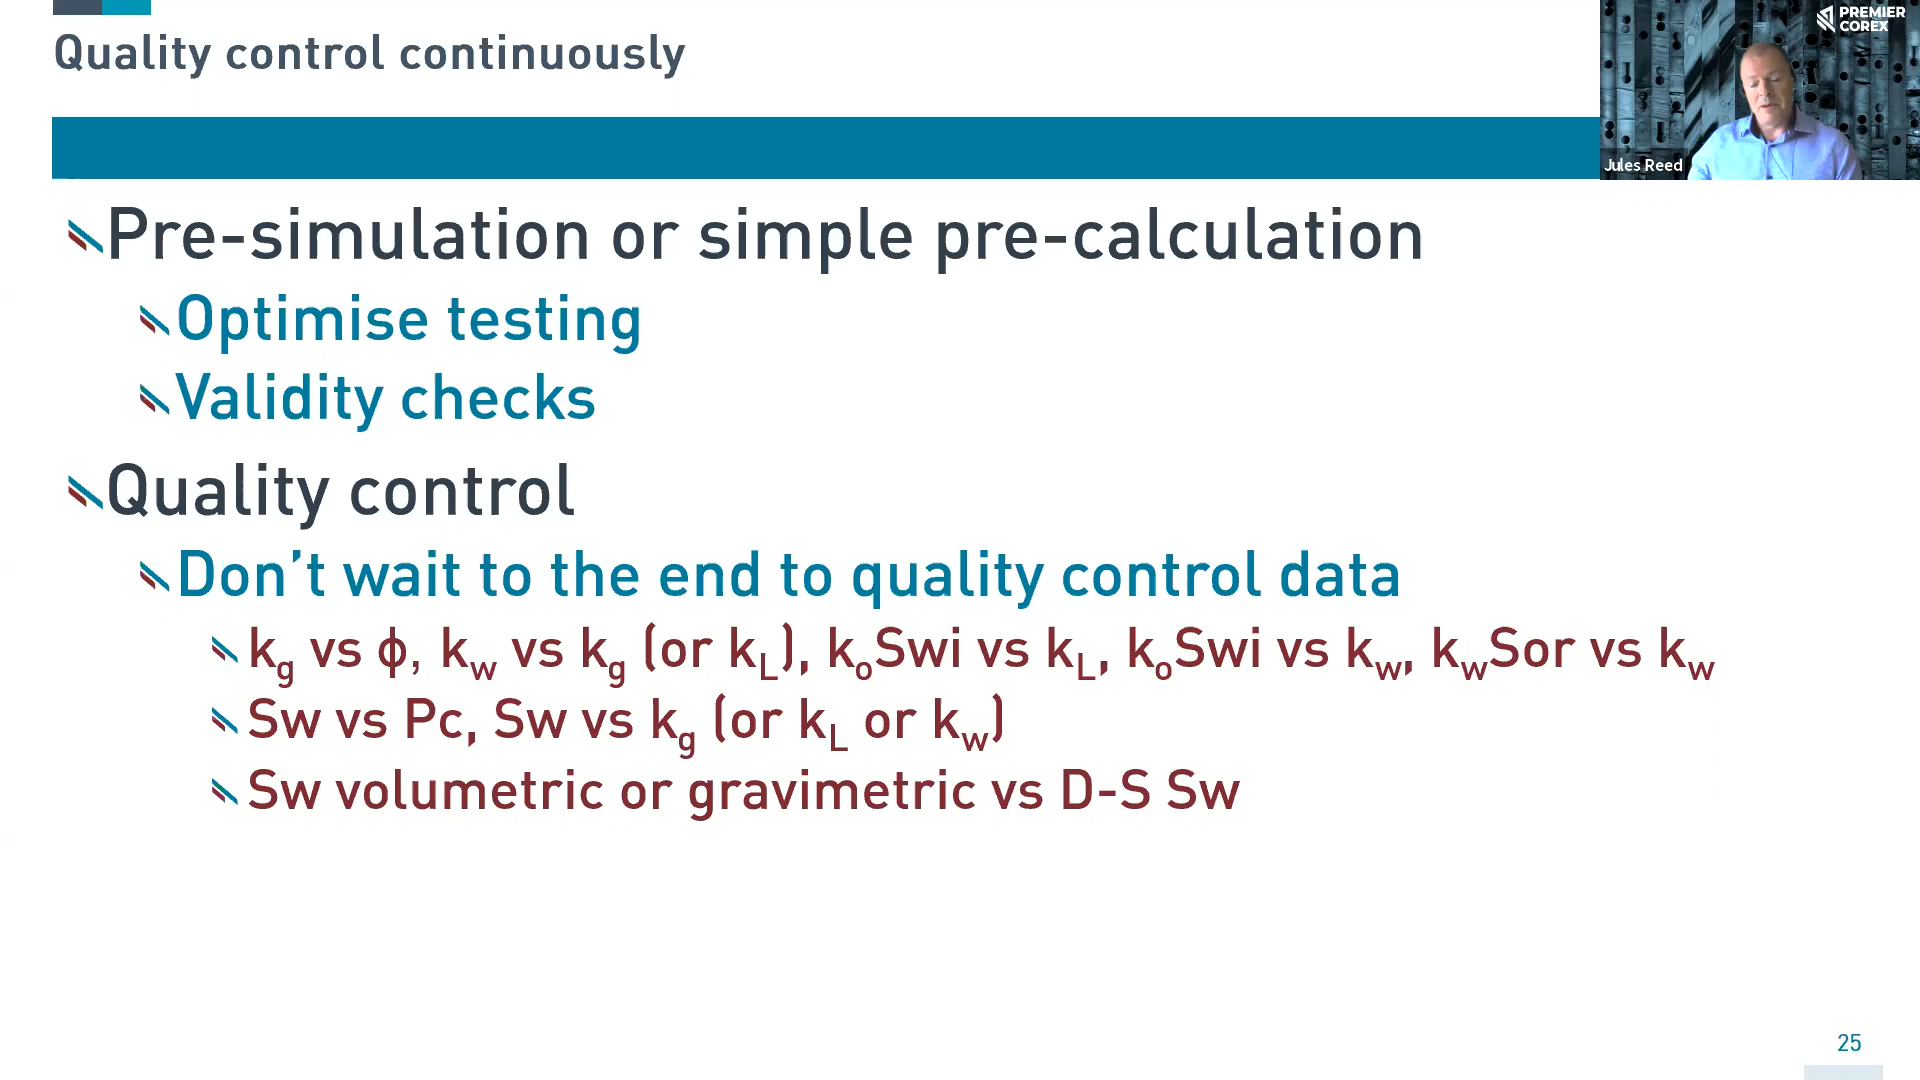 Quality control continuously
PREMIER
COREX
Jules Reed
Pre-simulation or simple pre-calculation
Optimise testing
Validity checks
Quality control
Don’t wait to the end to quality control data
kg vs ϕ, kw vs kg (or kL), koSwi vs kL, koSwi vs kw, kwSor vs kw
Sw vs Pc, Sw vs kg (or kL or kw)
Sw volumetric or gravimetric vs D-S Sw
25